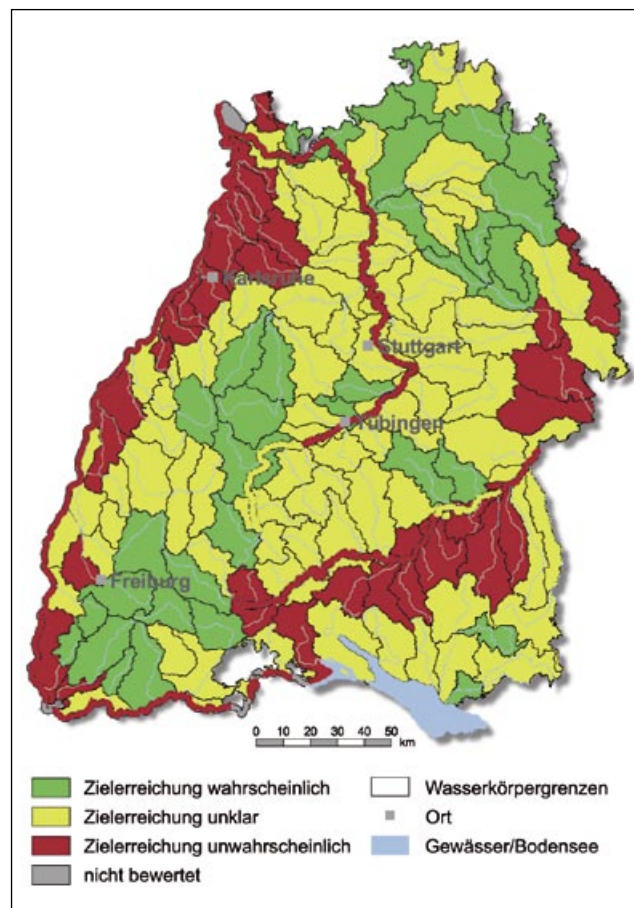 Karlsruhe
Stuttgart
Tübingen
Freiburg
0 10 20 30 40 50
km
Zielerreichung wahrscheinlich
Zielerreichung unklar
Zielerreichung unwahrscheinlich
nicht bewertet
Wasserkörpergrenzen
Ort
Gewässer/Bodensee